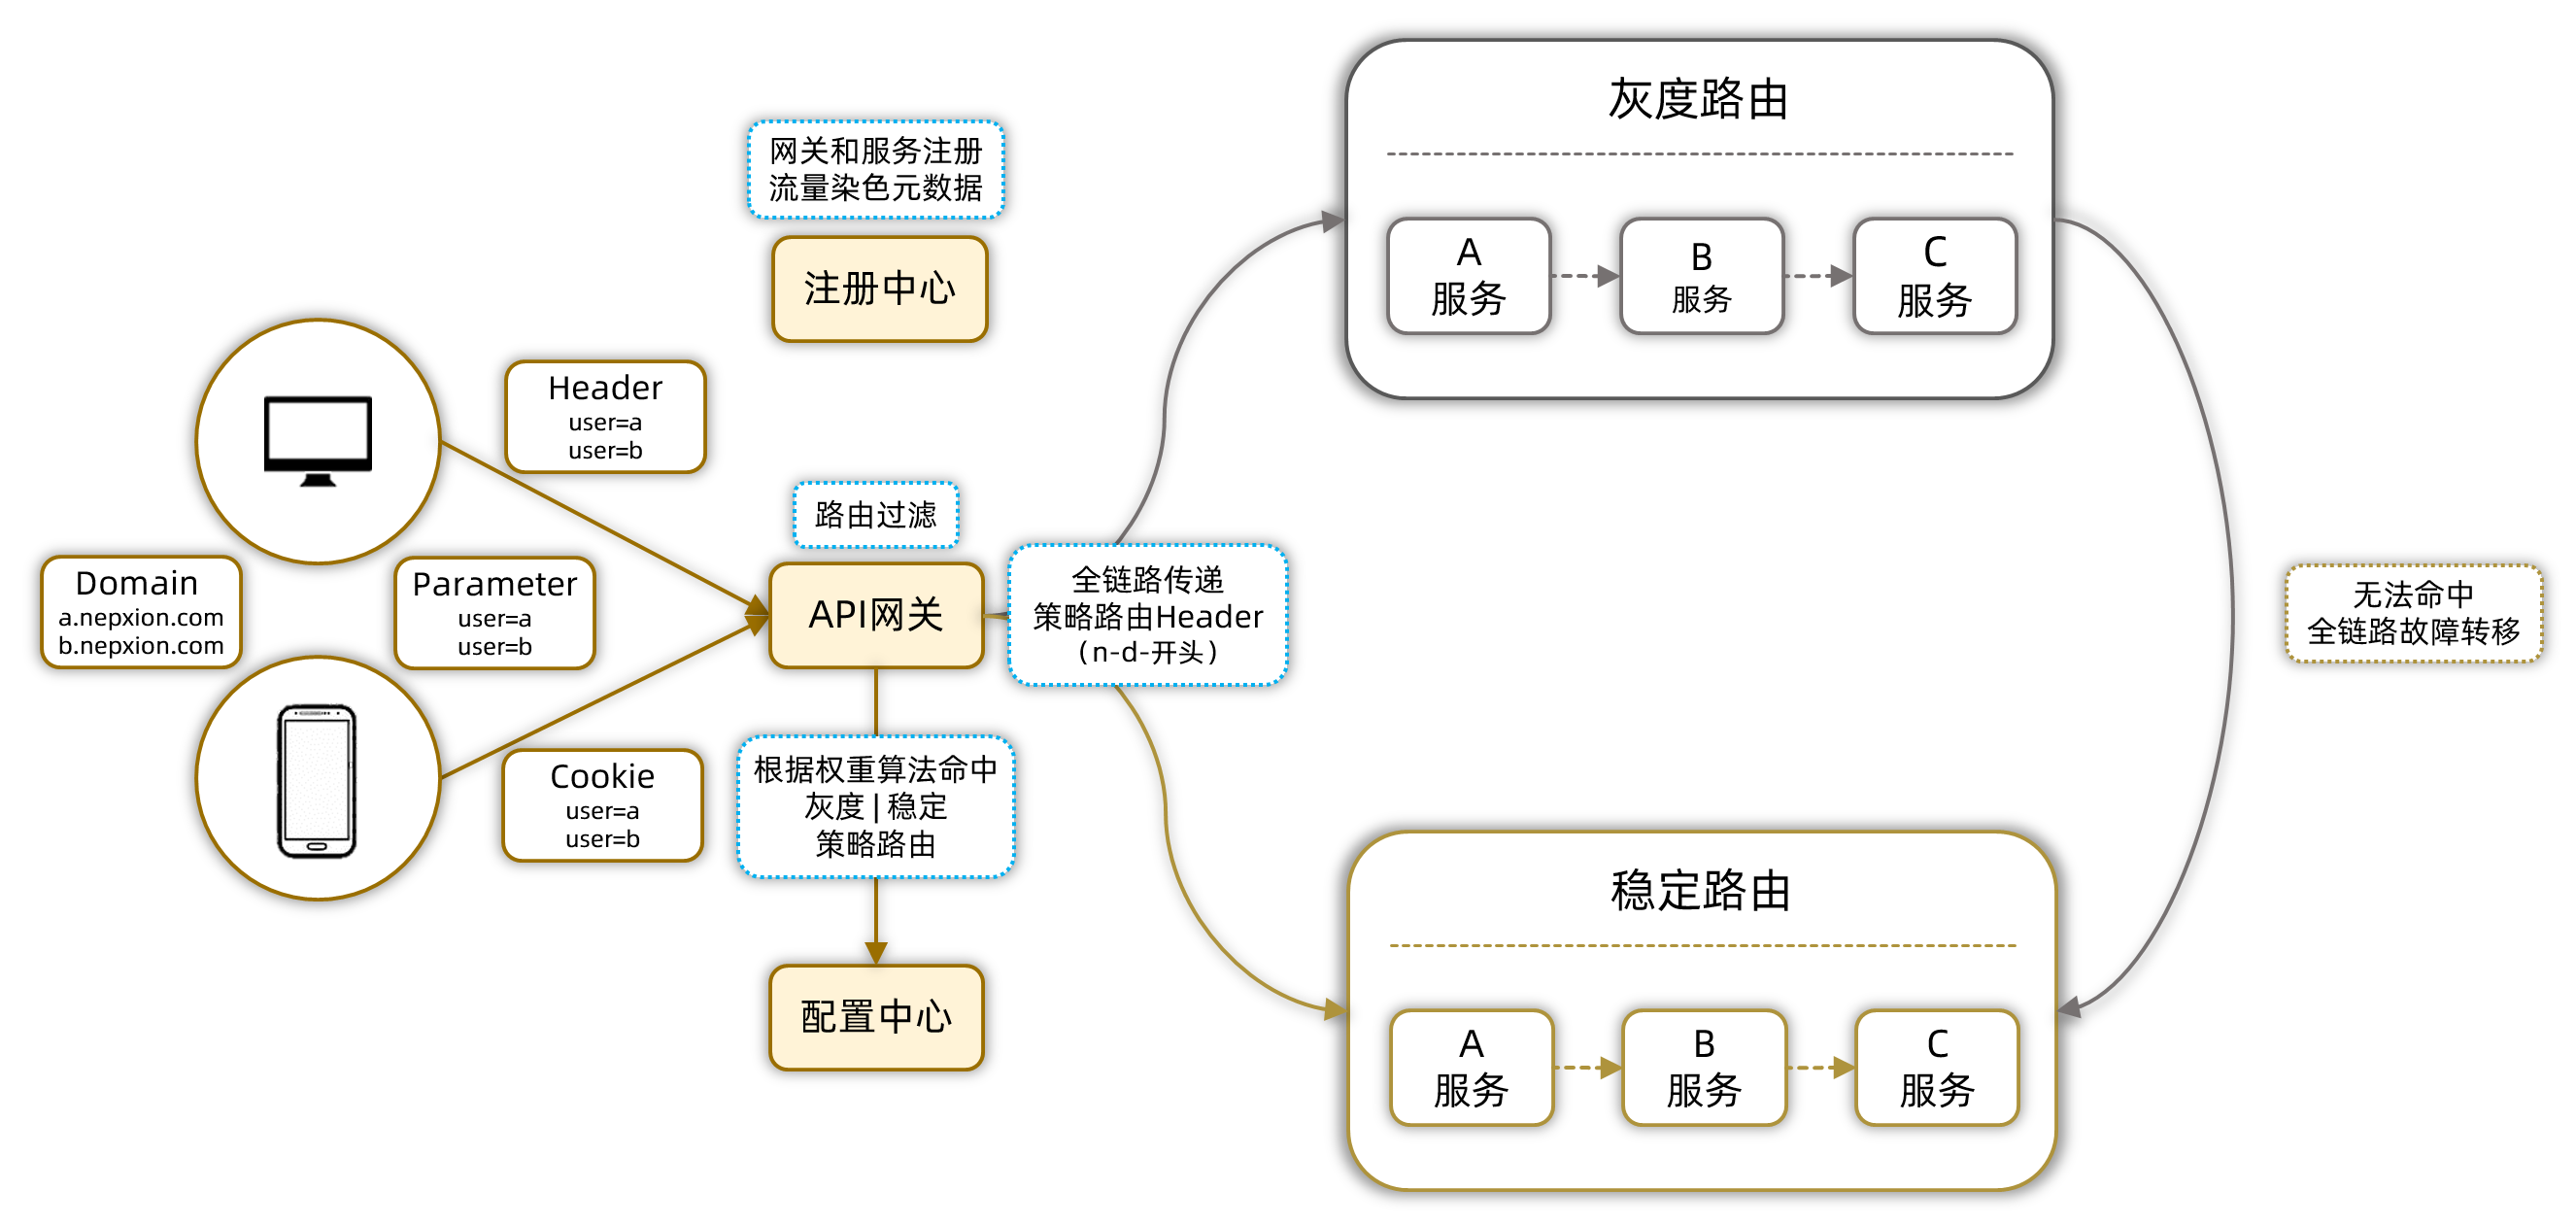 网关和服务注册
流量染色元数据
注册中心
Header
user=a
user=b
Domain
a.nepxion.com
b.nepxion.com
Parameter
user=a
user=b
Cookie
user=a
user=b
路由过滤
API网关
全链路传递
策略路由Header
(n-d-开头)
根据权重算法命中
灰度|稳定
策略路由
配置中心
灰度路由
A
服务
B
服务
C
服务
无法命中
全链路故障转移
稳定路由
A
服务
B
服务
C
服务